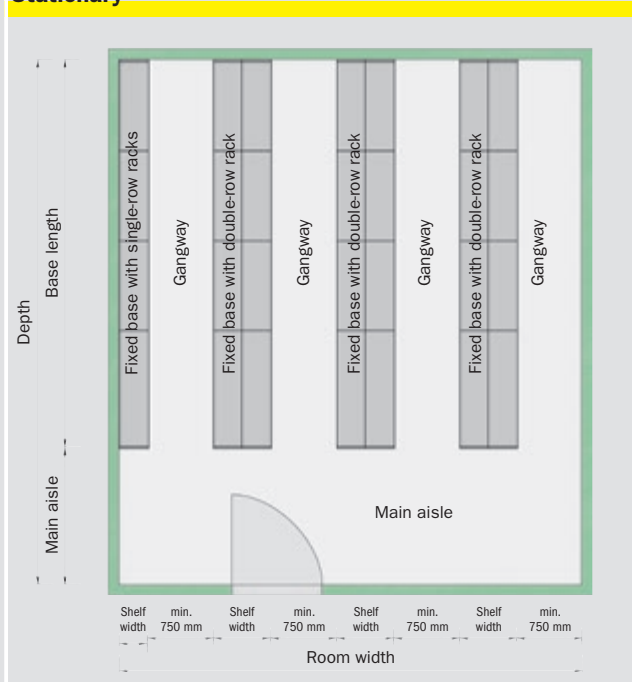 Stationary
Depth
Base length
Main aisle
Fixed base with single-row racks
Gangway
Fixed base with double-row rack
Gangway
Fixed base with double-row rack
Gangway
Fixed base with double-row rack
Gangway
Main aisle
Shelf
width
min.
750 mm
Shelf
width
min.
750 mm
Shelf
width
min.
750 mm
Shelf
width
min.
750 mm
Room width